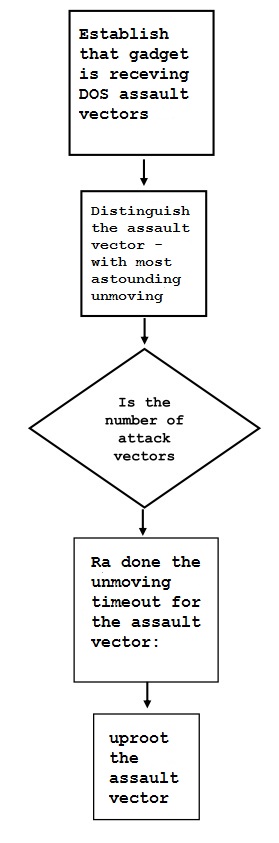 Establish
that gadget
is receving
DOS assault
vectors
Distinguish
the assault
vector -
with most
astounding
unmoving
Is the
number of
attack
vectors
Ra done the
unmoving
timeout for
the assault
vector:
uproot
the
assault
vector